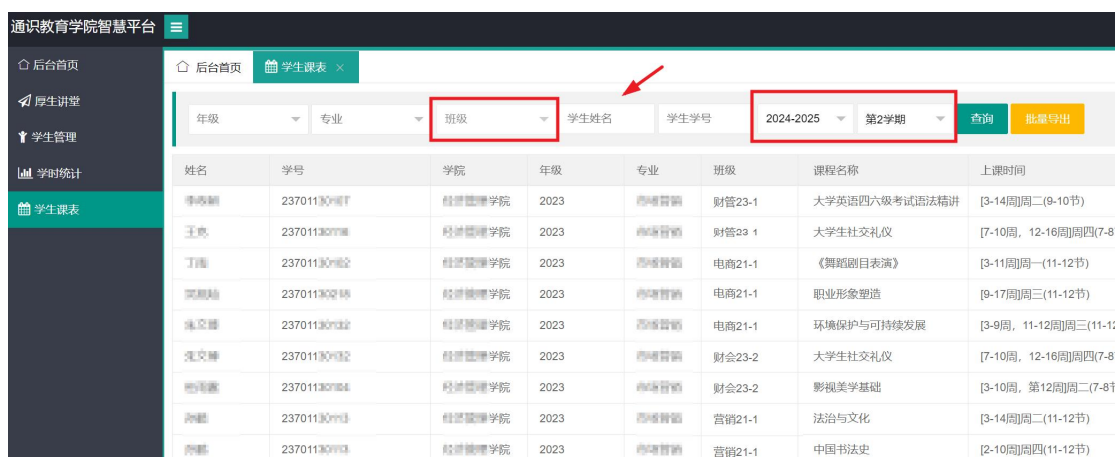 通识教育学院智慧平台
后台首页
厚生讲堂
学生管理
学时统计
学生课表
后台首页 学生课表 ×
年级 专业 班级 学生姓名 学生学号 2024-2025 第2学期 查询 批量导出
姓名 学号 学院 年级 专业 班级 课程名称 上课时间
23701 学院 2023 财管23-1 大学英语四六级考试语法精讲 [3-14周]周二(9-10节)
23701 学院 2023 财管23-1 大学生社交礼仪 [7-10周, 12-16周]周四(7-8
23701 学院 2023 电商21-1 《舞蹈剧目表演》 [3-11周]周一(11-12节)
23701 学院 2023 电商21-1 职业形象塑造 [9-17周]周三(11-12节)
23701 学院 2023 电商21-1 环境保护与可持续发展 [3-9周, 11-12周]周三(11-12
23701 学院 2023 财会23-2 大学生社交礼仪 [7-10周, 12-16周]周四(7-8
23701 学院 2023 财会23-2 影视美学基础 [3-10周, 第12周]周二(7-8节
23701 学院 2023 营销21-1 法治与文化 [3-14周]周二(11-12节)
23701 学院 2023 营销21-1 中国书法史 [2-10周]周四(11-12节)